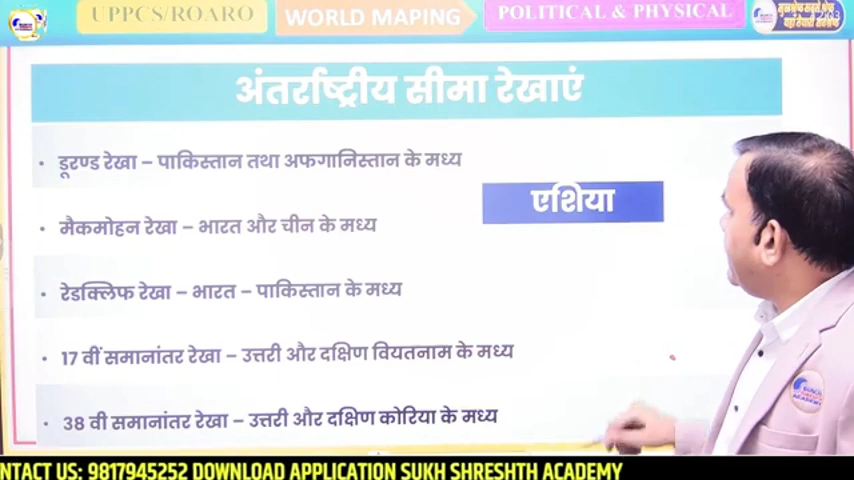 UPPCS/ROARO
WORLD MAPING
POLITICAL & PHYSICAL
अंतर्राष्ट्रीय सीमा रेखाएं
• डूरण्ड रेखा – पाकिस्तान तथा अफगानिस्तान के मध्य
एशिया
• मैकमोहन रेखा – भारत और चीन के मध्य
• रेडक्लिफ रेखा – भारत – पाकिस्तान के मध्य
• 17 वीं समानांतर रेखा – उत्तरी और दक्षिण वियतनाम के मध्य
• 38 वी समानांतर रेखा – उत्तरी और दक्षिण कोरिया के मध्य
ACADEMY
NTACT US: 9817945252 DOWNLOAD APPLICATION SUKH SHRESHTH ACADEMY